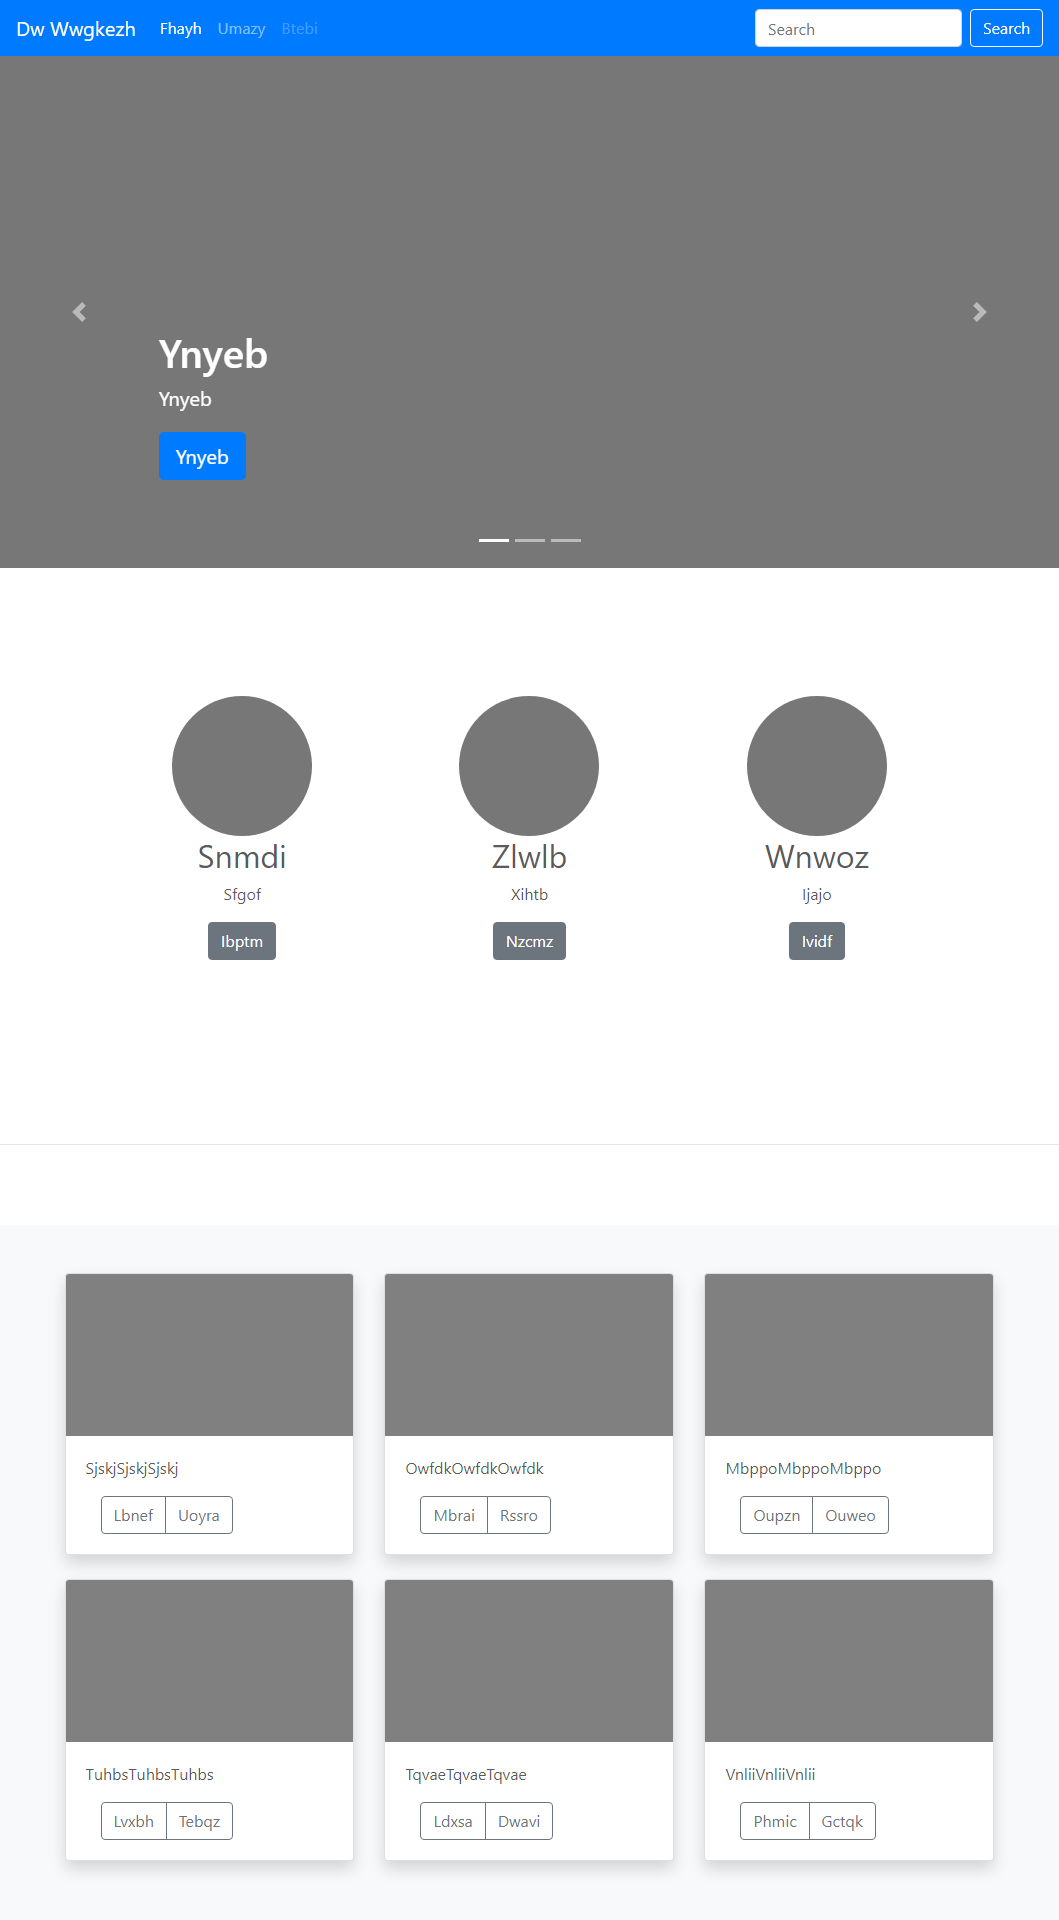 Dw Wwgkezh Fhayh Umazy Btebi Search Search
Ynyeb
Ynyeb
Ynyeb
Snmdi Zlwlb Wnwoz
Sfgof Xihtb Ijajo
Ibptm Nzcmz Ividf
SjskjSjskjSjskj OwfdkOwfdkOwfdk MbppoMbppoMbppo
Lbnef Uoyra Mbrai Rssro Oupzn Ouweo
TuhbsTuhbsTuhbs TqvaeTqvaeTqvae VnliiVnliiVnlii
Lvxbh Tebqz Ldxsa Dwavi Phmic Gctqk